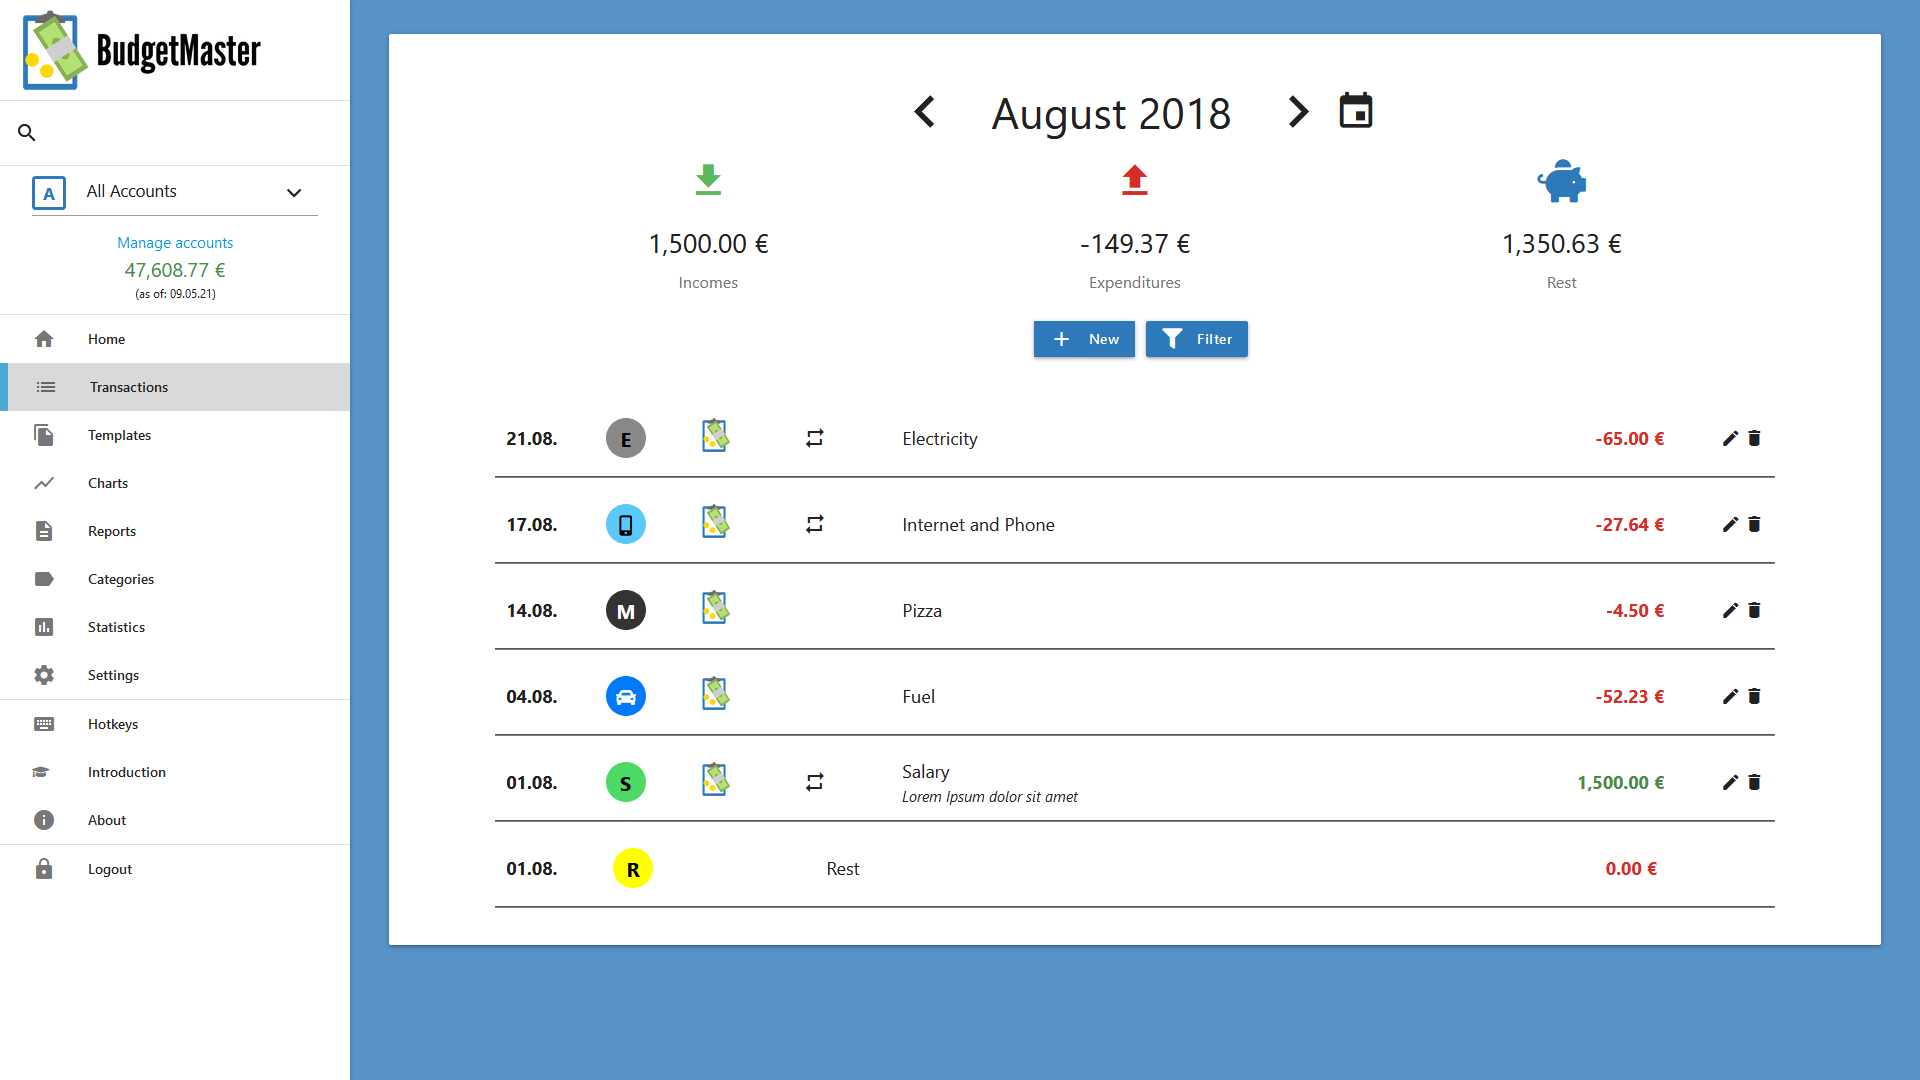 BudgetMaster
A All Accounts
Manage accounts
47,608.77 €
(as of: 09.05.21)
Home
Transactions
Templates
Charts
Reports
Categories
Statistics
Settings
Hotkeys
Introduction
About
Logout
August 2018
1,500.00 € -149.37 € 1,350.63 €
Incomes Expenditures Rest
New Filter
21.08. E Electricity -65.00 €
17.08. Internet and Phone -27.64 €
14.08. M Pizza -4.50 €
04.08. Fuel -52.23 €
01.08. S Salary 1,500.00 €
Lorem Ipsum dolor sit amet
01.08. R Rest 0.00 €